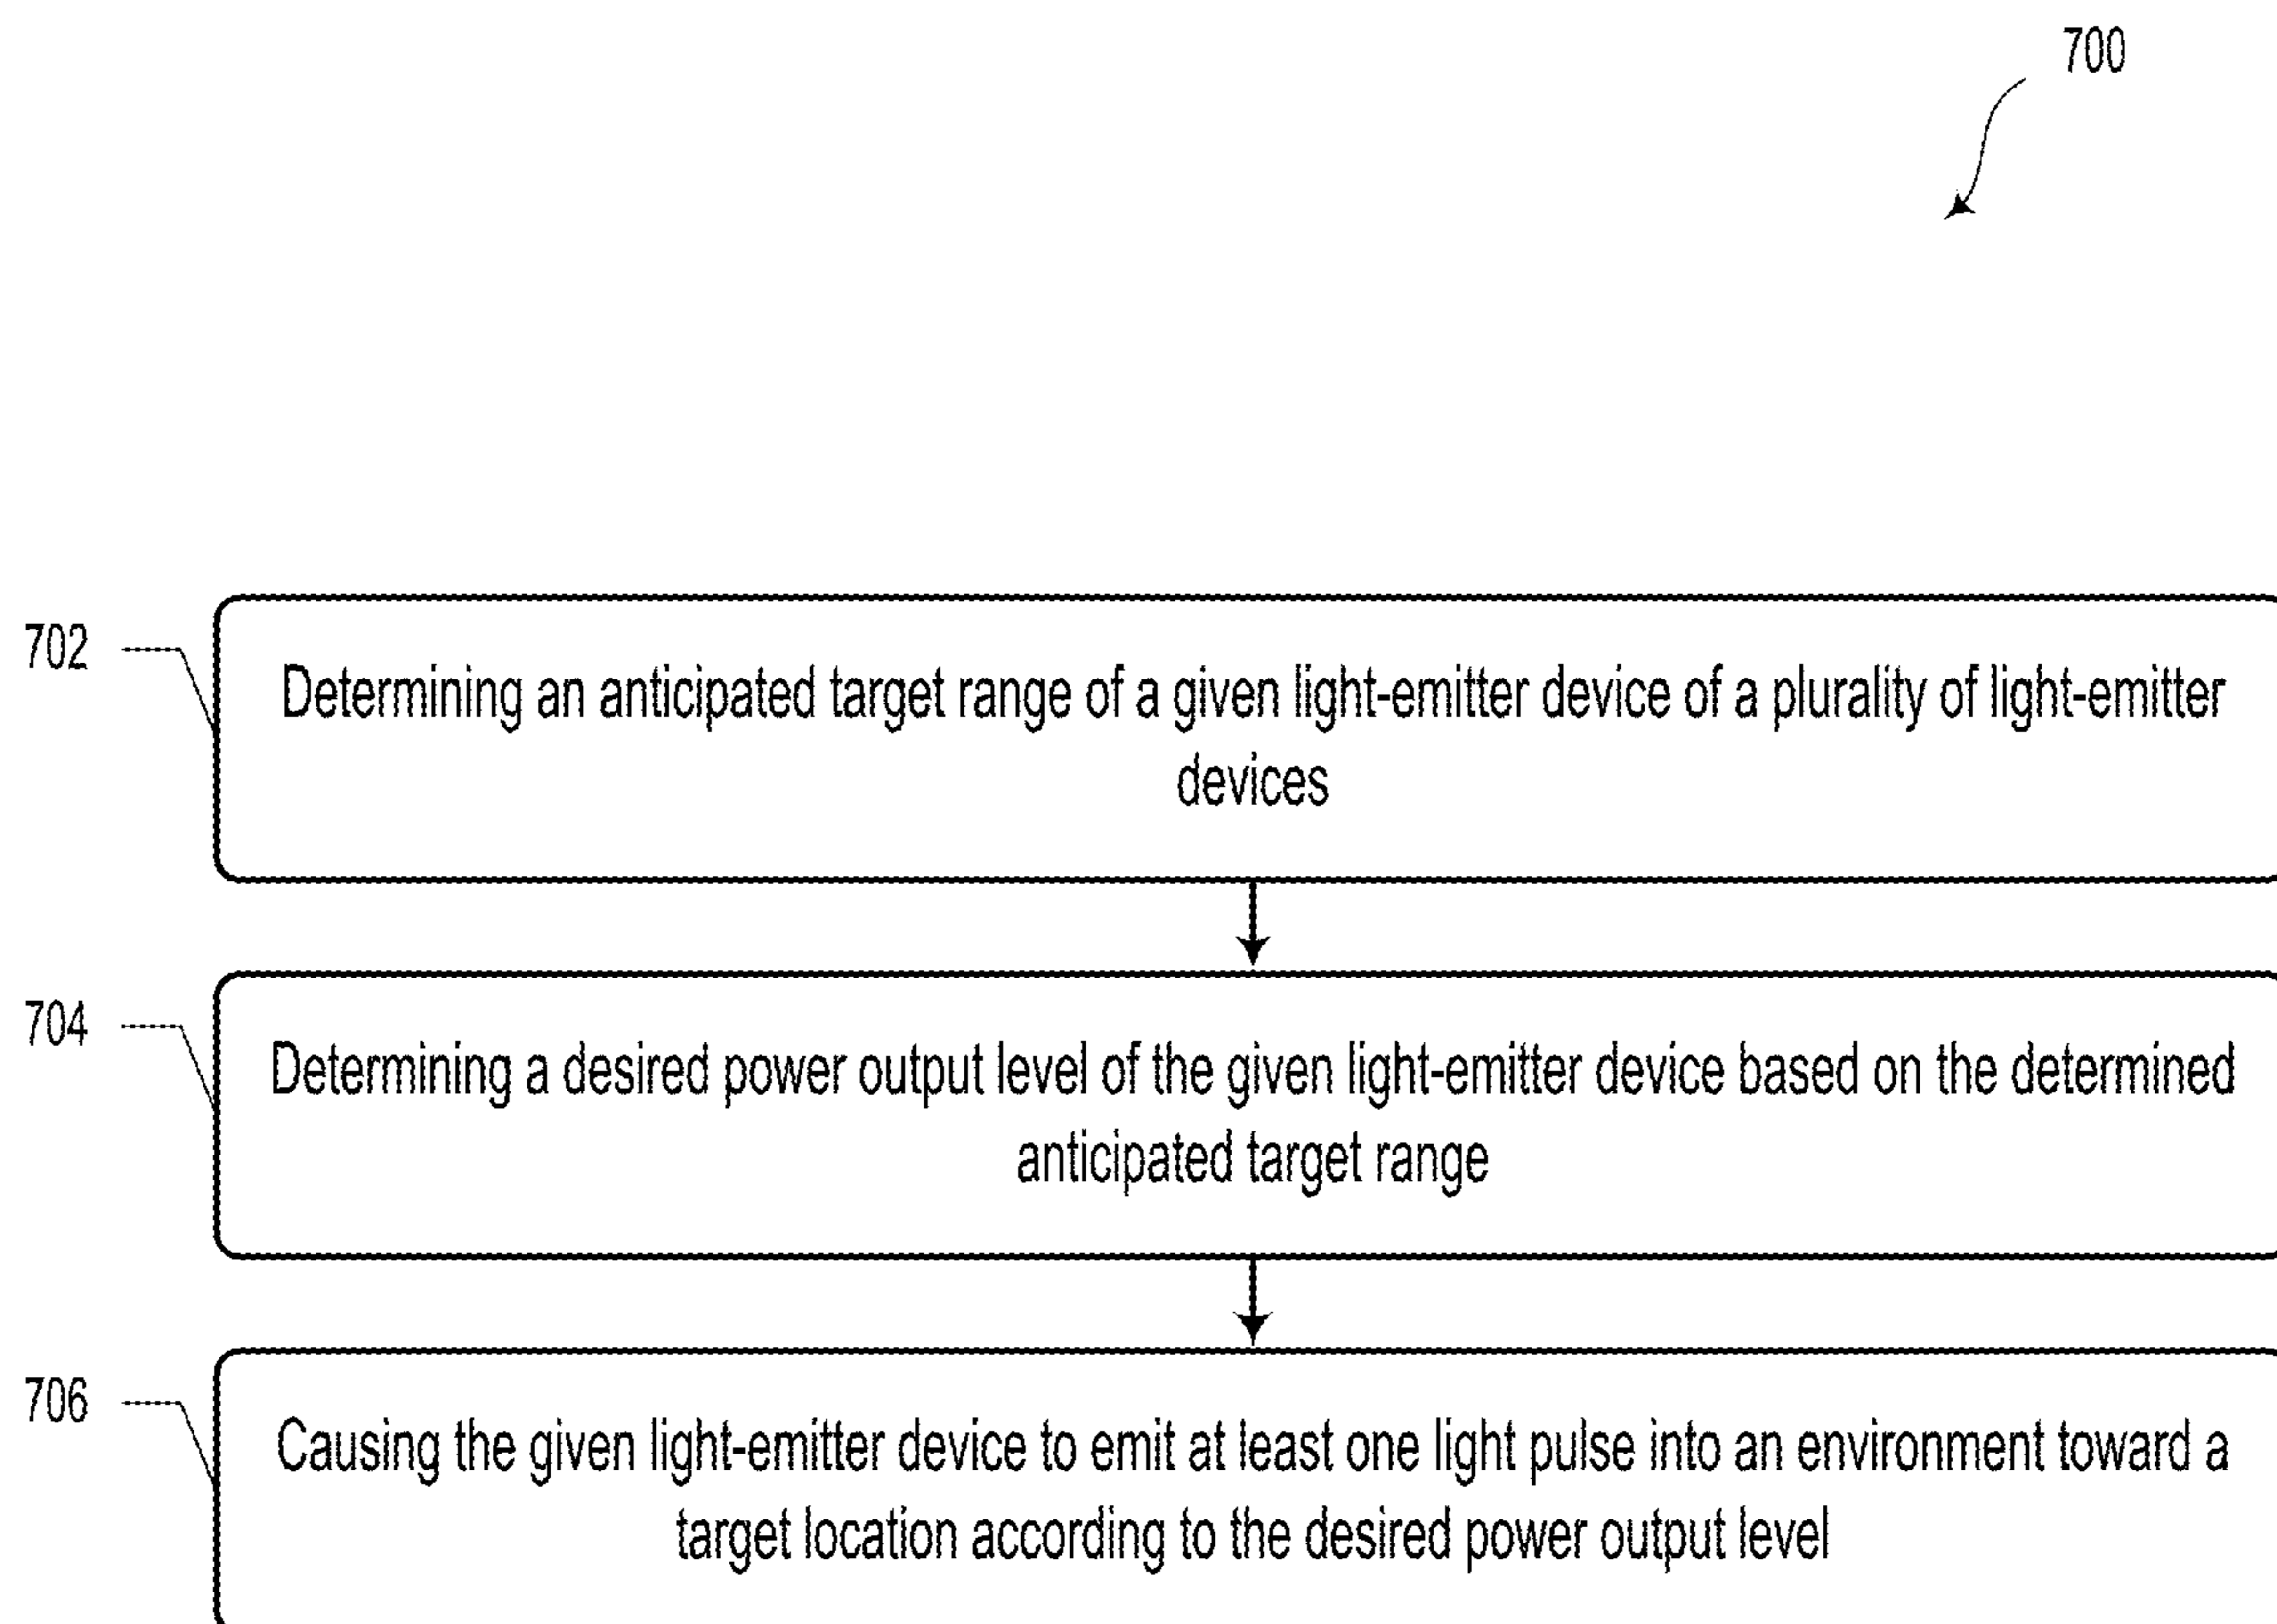 700
702
Determining an anticipated target range of a given light-emitter device of a plurality of light-emitter
devices
704
Determining a desired power output level of the given light-emitter device based on the determined
anticipated target range
706
Causing the given light-emitter device to emit at least one light pulse into an environment toward a
target location according to the desired power output level